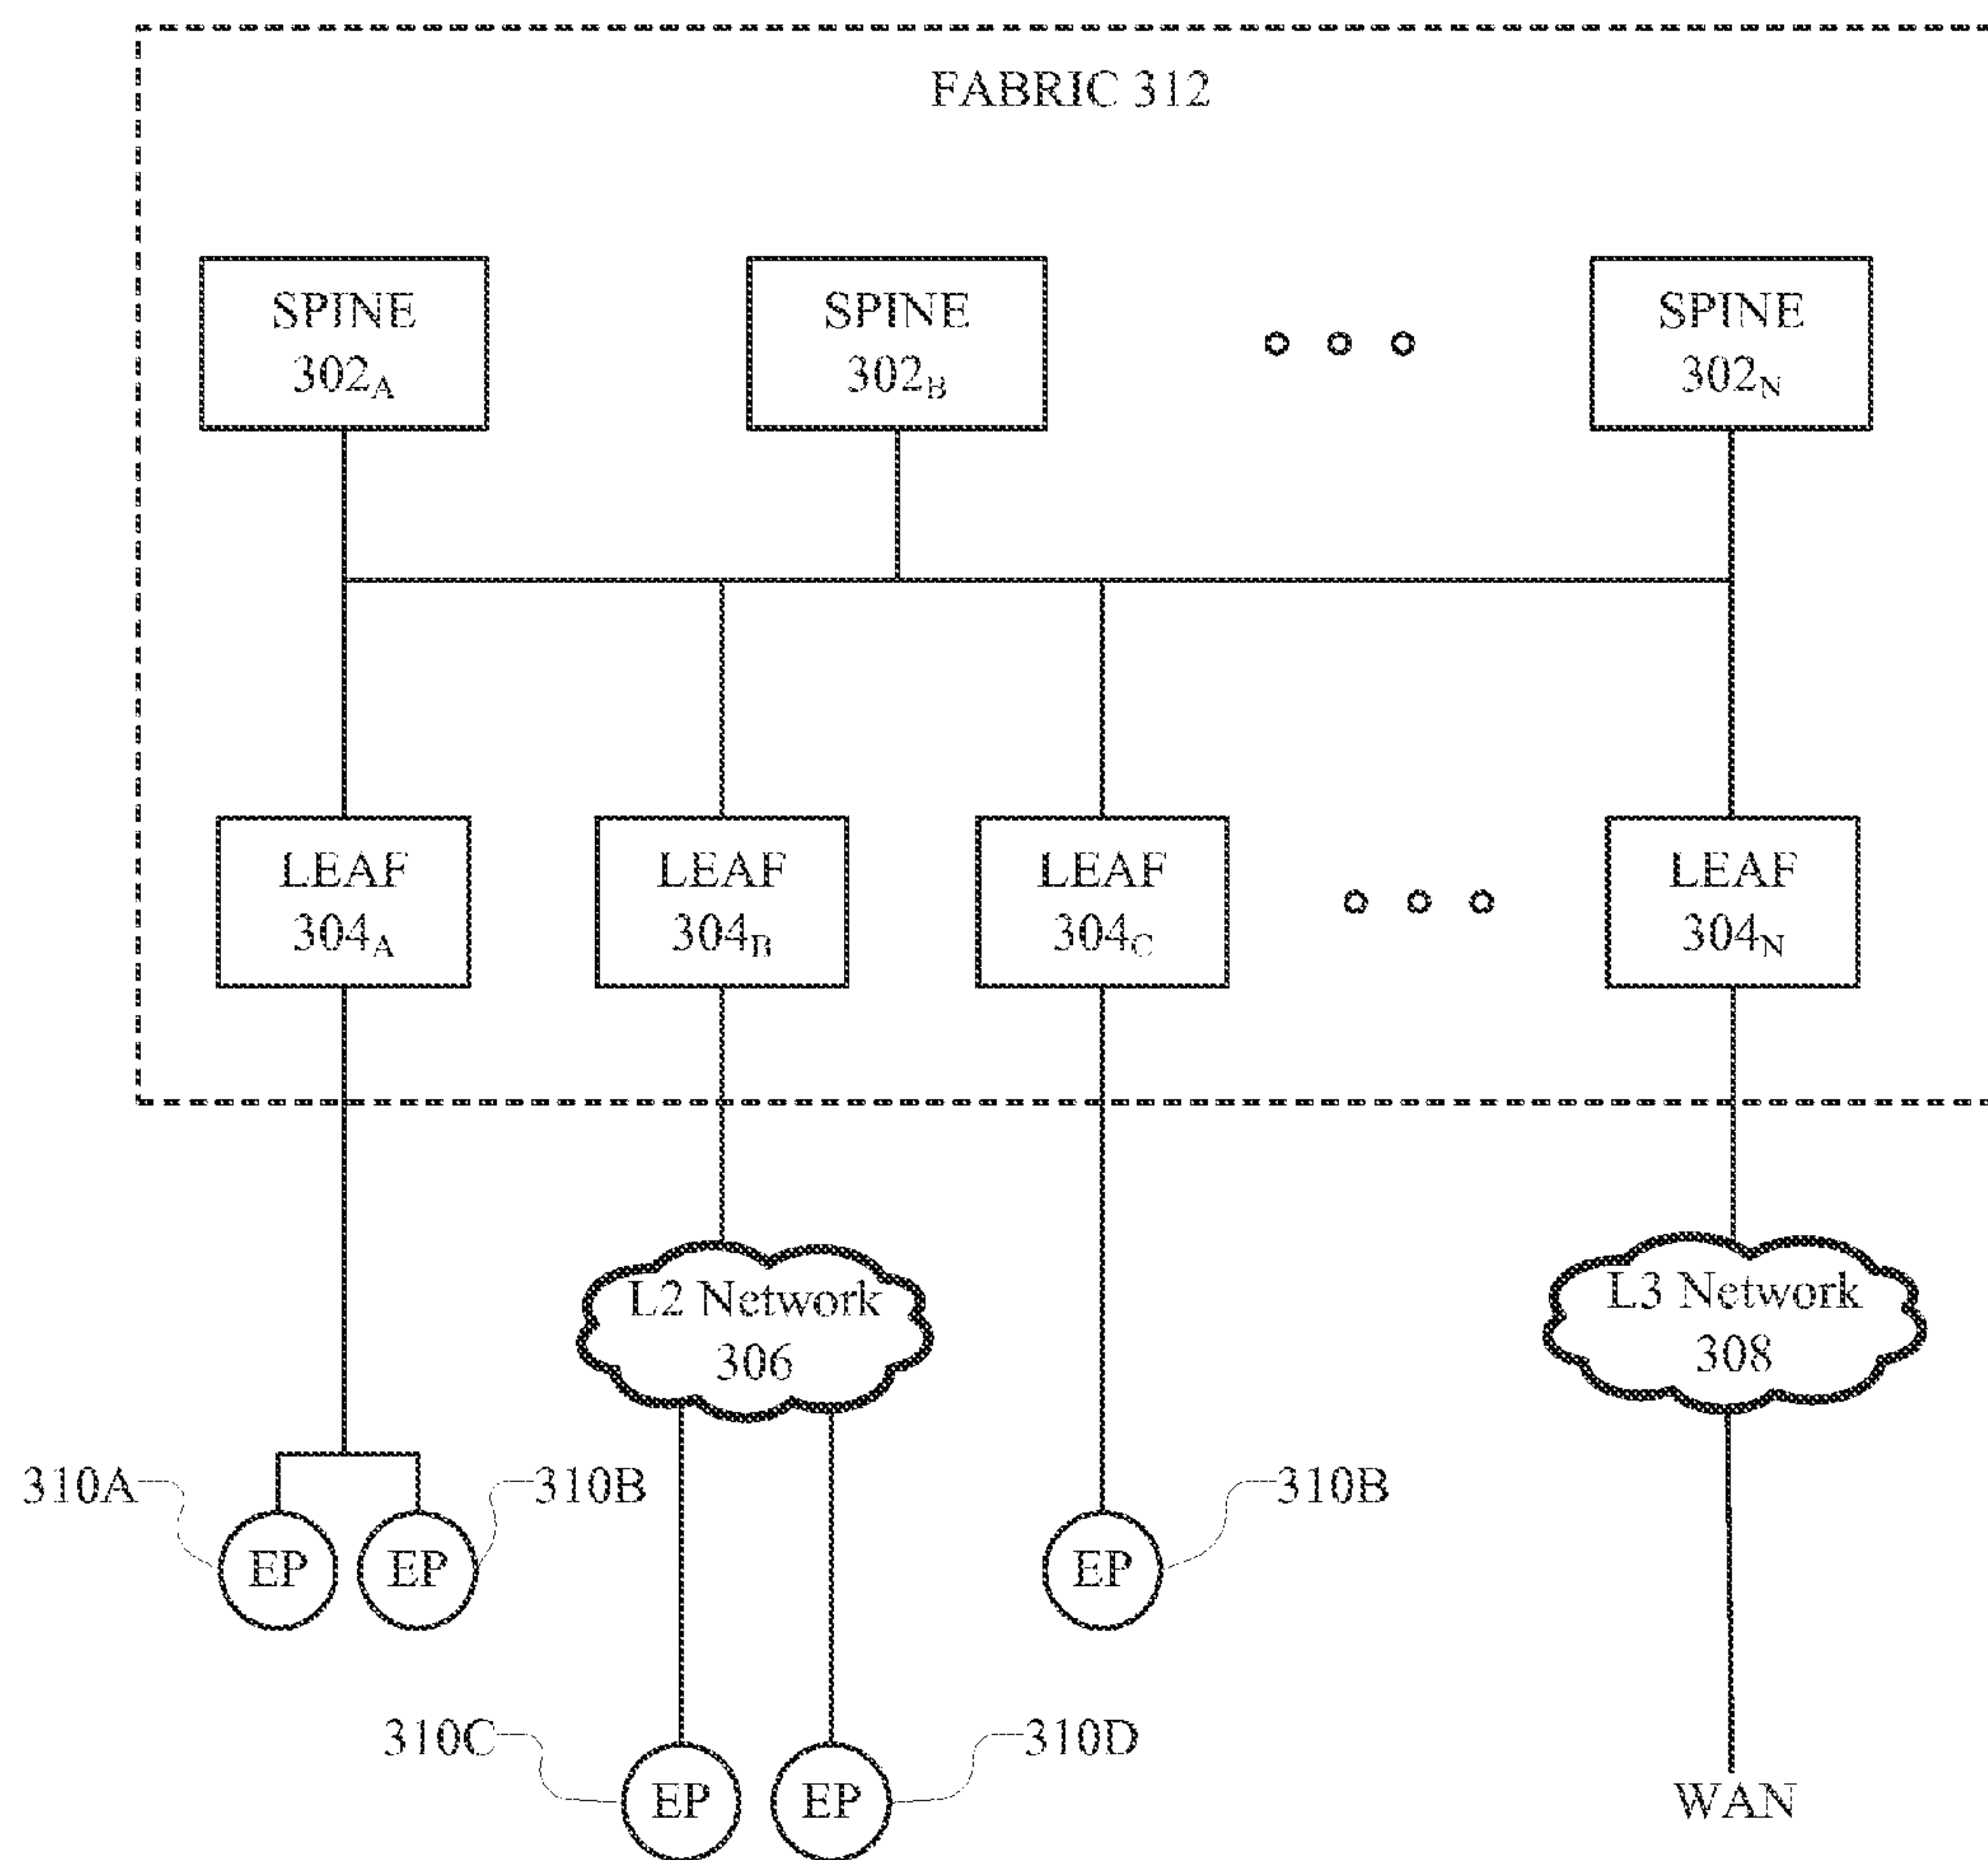 FABRIC 312
SPINE
302A
SPINE
302B
SPINE
302N
LEAF
304A
LEAF
304B
LEAF
304C
LEAF
304N
L2 Network
306
L3 Network
308
310A
310B
310B
EP
EP
EP
310C
310D
EP
EP
WAN